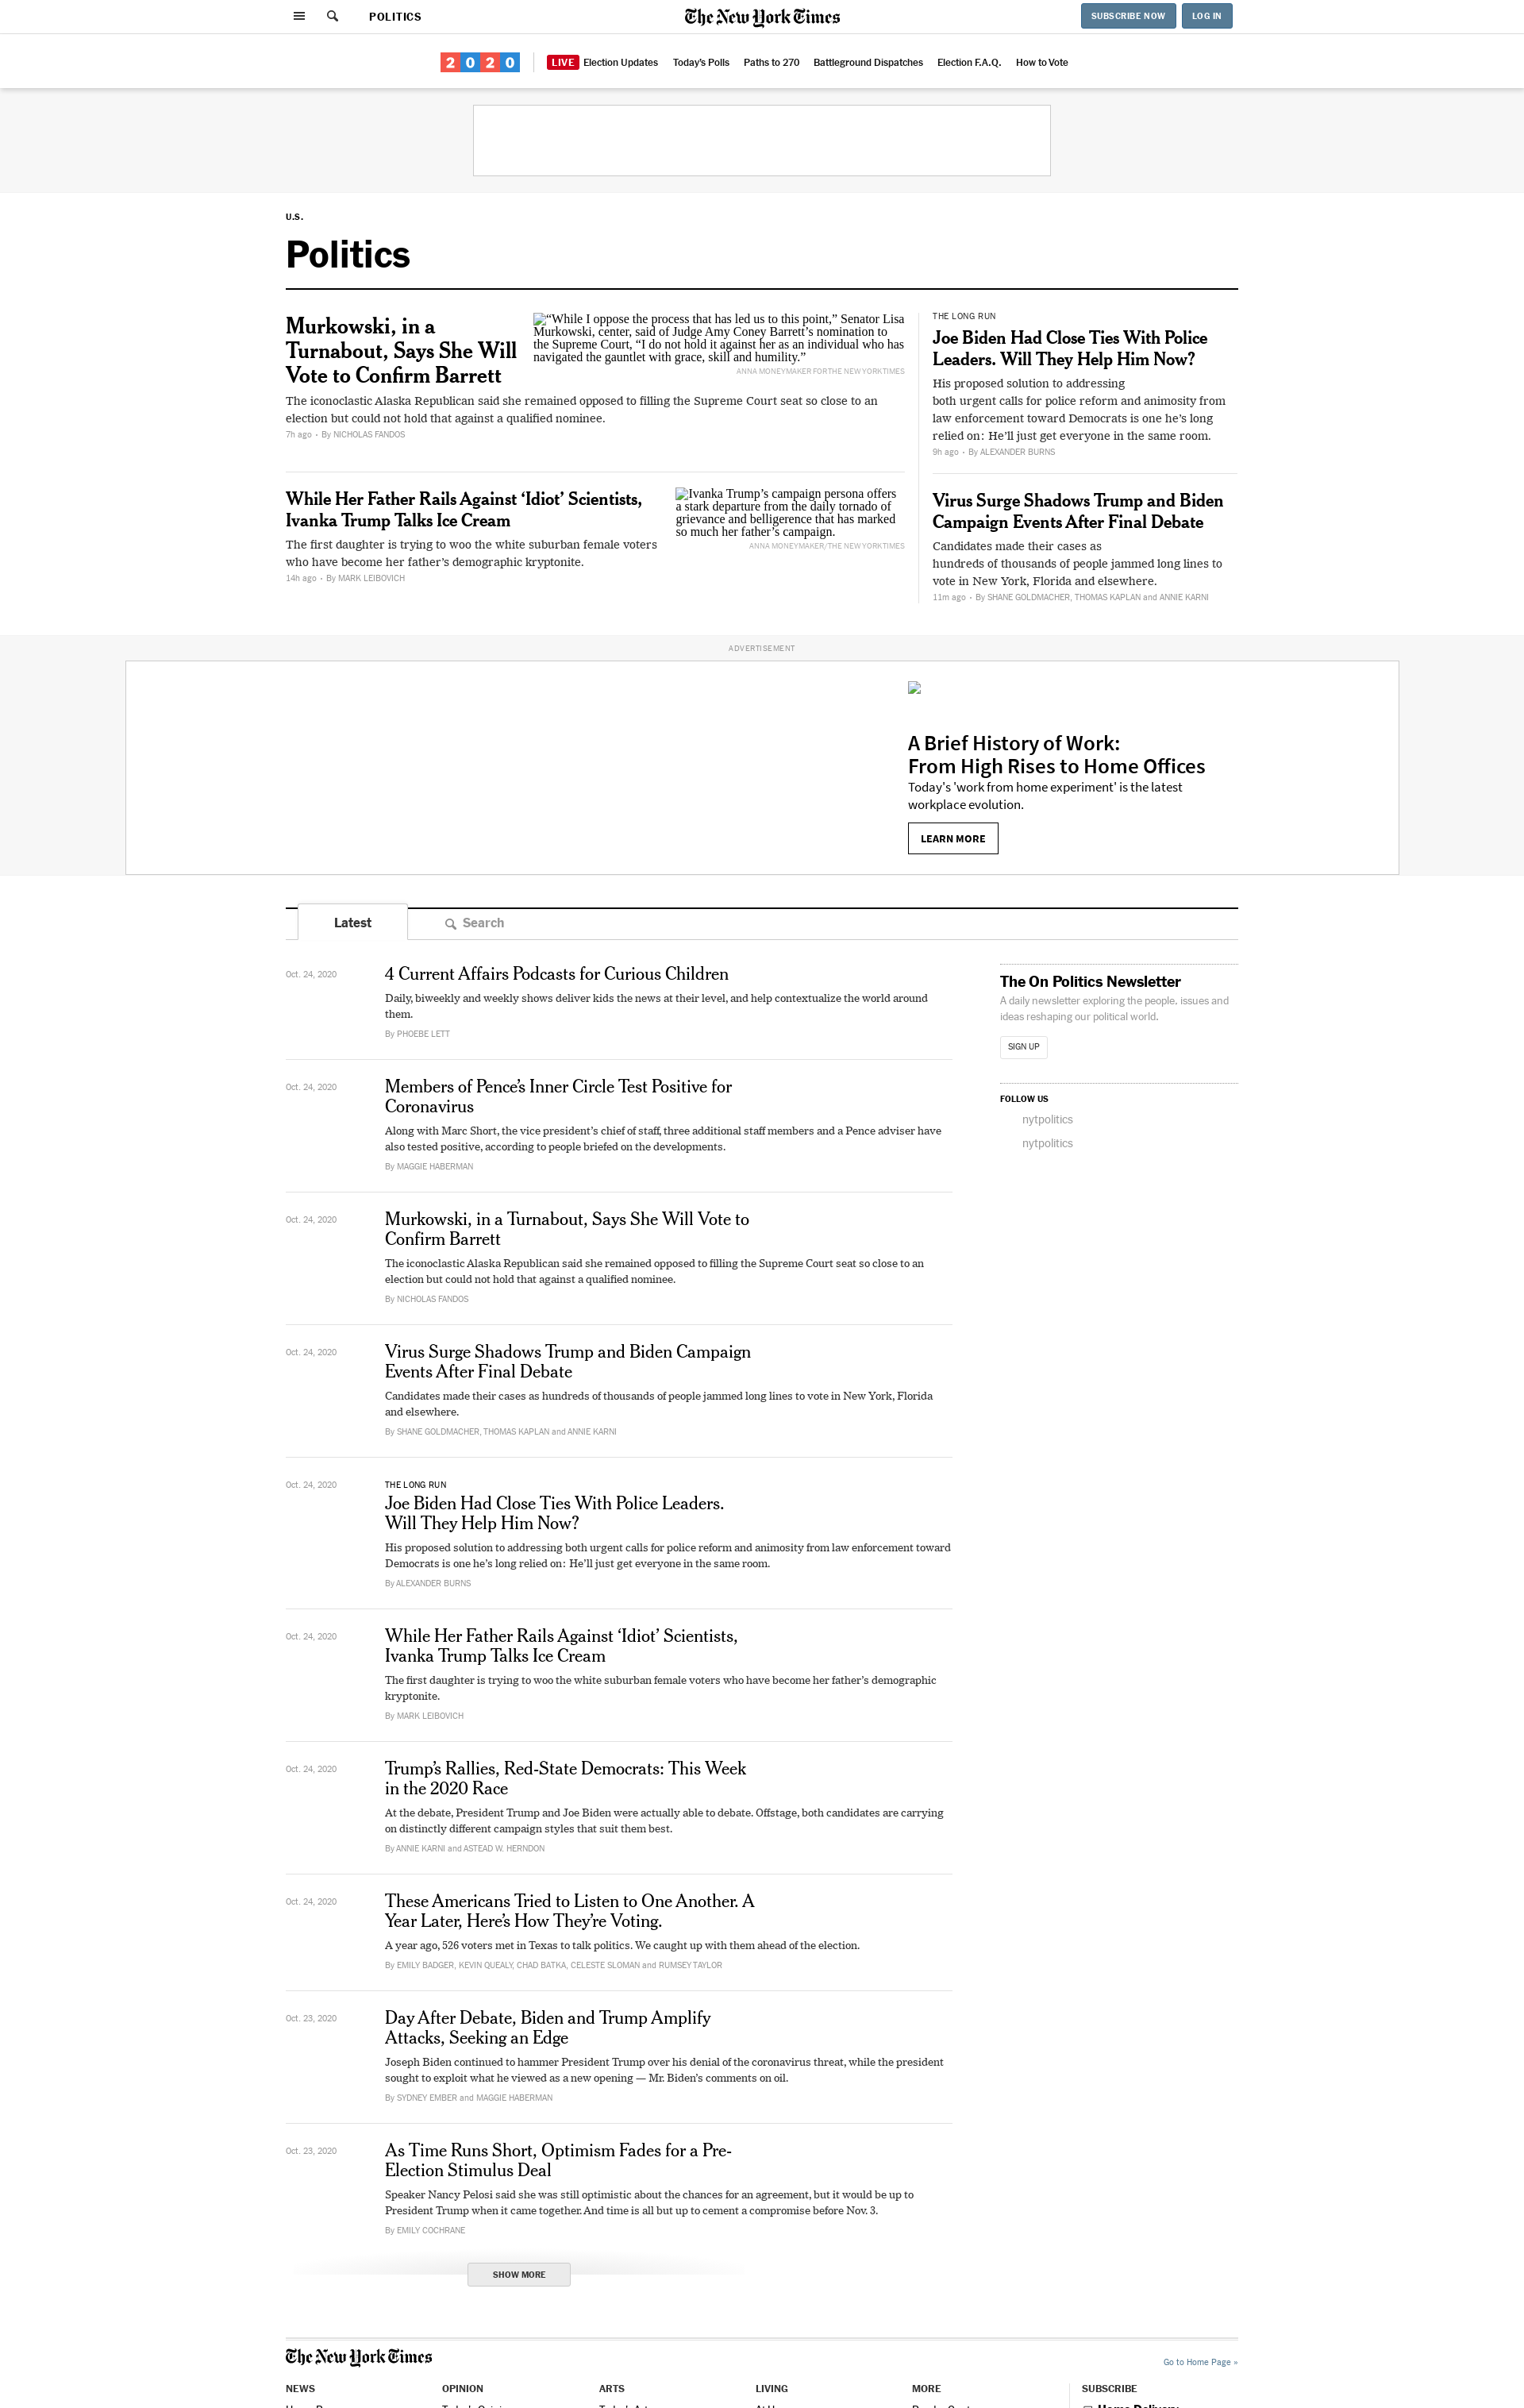 POLITICS
The New York Times
SUBSCRIBE NOW
LOG IN
2020
LIVE Election Updates
Today's Polls
Paths to 270
Battleground Dispatches
Election F.A.Q.
How to Vote
U.S.
Politics
Murkowski, in a
Turnabout, Says She Will
Vote to Confirm Barrett
“While I oppose the process that has led us to this point,” Senator Lisa
Murkowski, center, said of Judge Amy Coney Barrett’s nomination to
the Supreme Court, “I do not hold it against her as an individual who has
navigated the gauntlet with grace, skill and humility.”
ANNA MONEYMAKER FOR THE NEW YORK TIMES
The iconoclastic Alaska Republican said she remained opposed to filling the Supreme Court seat so close to an
election but could not hold that against a qualified nominee.
7h ago • By NICHOLAS FANDOS
While Her Father Rails Against ‘Idiot’ Scientists,
Ivanka Trump Talks Ice Cream
The first daughter is trying to woo the white suburban female voters
who have become her father’s demographic kryptonite.
14h ago • By MARK LEIBOVICH
Ivanka Trump’s campaign persona offers
a stark departure from the daily tornado of
grievance and belligerence that has marked
so much her father’s campaign.
ANNA MONEYMAKER/THE NEW YORK TIMES
THE LONG RUN
Joe Biden Had Close Ties With Police
Leaders. Will They Help Him Now?
His proposed solution to addressing
both urgent calls for police reform and animosity from
law enforcement toward Democrats is one he’s long
relied on: He’ll just get everyone in the same room.
9h ago • By ALEXANDER BURNS
Virus Surge Shadows Trump and Biden
Campaign Events After Final Debate
Candidates made their cases as
hundreds of thousands of people jammed long lines to
vote in New York, Florida and elsewhere.
11m ago • By SHANE GOLDMACHER, THOMAS KAPLAN and ANNIE KARNI
ADVERTISEMENT
A Brief History of Work:
From High Rises to Home Offices
Today's 'work from home experiment' is the latest
workplace evolution.
LEARN MORE
Latest
Search
Oct. 24, 2020
4 Current Affairs Podcasts for Curious Children
Daily, biweekly and weekly shows deliver kids the news at their level, and help contextualize the world around
them.
By PHOEBE LETT
Oct. 24, 2020
Members of Pence’s Inner Circle Test Positive for
Coronavirus
Along with Marc Short, the vice president’s chief of staff, three additional staff members and a Pence adviser have
also tested positive, according to people briefed on the developments.
By MAGGIE HABERMAN
Oct. 24, 2020
Murkowski, in a Turnabout, Says She Will Vote to
Confirm Barrett
The iconoclastic Alaska Republican said she remained opposed to filling the Supreme Court seat so close to an
election but could not hold that against a qualified nominee.
By NICHOLAS FANDOS
Oct. 24, 2020
Virus Surge Shadows Trump and Biden Campaign
Events After Final Debate
Candidates made their cases as hundreds of thousands of people jammed long lines to vote in New York, Florida
and elsewhere.
By SHANE GOLDMACHER, THOMAS KAPLAN and ANNIE KARNI
Oct. 24, 2020
THE LONG RUN
Joe Biden Had Close Ties With Police Leaders.
Will They Help Him Now?
His proposed solution to addressing both urgent calls for police reform and animosity from law enforcement toward
Democrats is one he’s long relied on: He’ll just get everyone in the same room.
By ALEXANDER BURNS
Oct. 24, 2020
While Her Father Rails Against ‘Idiot’ Scientists,
Ivanka Trump Talks Ice Cream
The first daughter is trying to woo the white suburban female voters who have become her father’s demographic
kryptonite.
By MARK LEIBOVICH
Oct. 24, 2020
Trump’s Rallies, Red-State Democrats: This Week
in the 2020 Race
At the debate, President Trump and Joe Biden were actually able to debate. Offstage, both candidates are carrying
on distinctly different campaign styles that suit them best.
By ANNIE KARNI and ASTEAD W. HERNDON
Oct. 24, 2020
These Americans Tried to Listen to One Another. A
Year Later, Here’s How They’re Voting.
A year ago, 526 voters met in Texas to talk politics. We caught up with them ahead of the election.
By EMILY BADGER, KEVIN QUEALY, CHAD BATKA, CELESTE SLOMAN and RUMSEY TAYLOR
Oct. 23, 2020
Day After Debate, Biden and Trump Amplify
Attacks, Seeking an Edge
Joseph Biden continued to hammer President Trump over his denial of the coronavirus threat, while the president
sought to exploit what he viewed as a new opening — Mr. Biden’s comments on oil.
By SYDNEY EMBER and MAGGIE HABERMAN
Oct. 23, 2020
As Time Runs Short, Optimism Fades for a Pre-
Election Stimulus Deal
Speaker Nancy Pelosi said she was still optimistic about the chances for an agreement, but it would be up to
President Trump when it came together. And time is all but up to cement a compromise before Nov. 3.
By EMILY COCHRANE
SHOW MORE
The On Politics Newsletter
A daily newsletter exploring the people, issues and
ideas reshaping our political world.
SIGN UP
FOLLOW US
nytpolitics
nytpolitics
The New York Times
Go to Home Page »
NEWS
OPINION
ARTS
LIVING
MORE
SUBSCRIBE